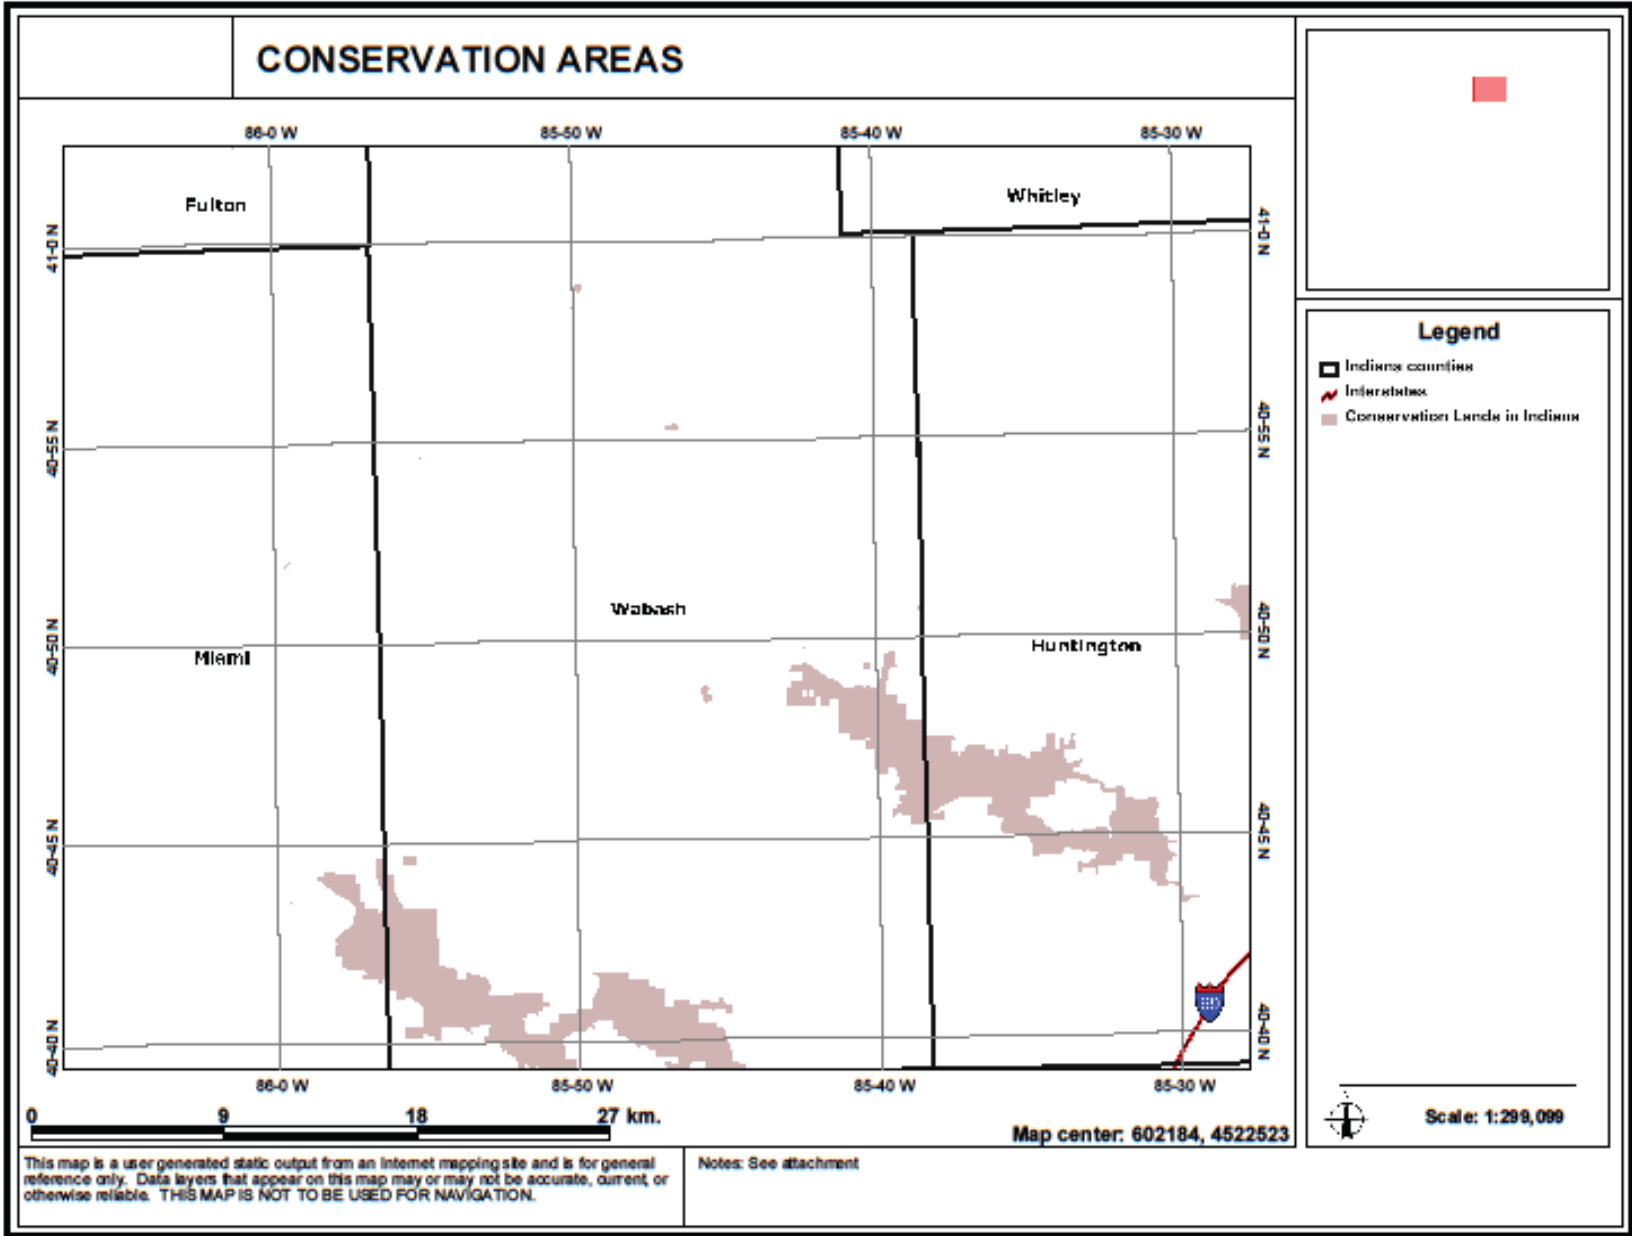 CONSERVATION AREAS
86-0 W 85-50 W 85-40 W 85-30 W
Fulton
Whitley
41-0 N
41-0 N
40-55 N
40-55 N
Wabash
40-50 N
40-50 N
Miami
Huntington
40-45 N
40-45 N
40-40 N
40-40 N
86-0 W 85-50 W 85-40 W 85-30 W
0 9 18 27 km.
Map center: 602184, 4522523
This map is a user generated static output from an Internet mapping site and is for general
reference only. Data layers that appear on this map may or may not be accurate, current, or
otherwise reliable. THIS MAP IS NOT TO BE USED FOR NAVIGATION.
Notes: See attachment
Legend
Indiana counties
Interstates
Conservation Lands in Indiana
Scale: 1:299,099